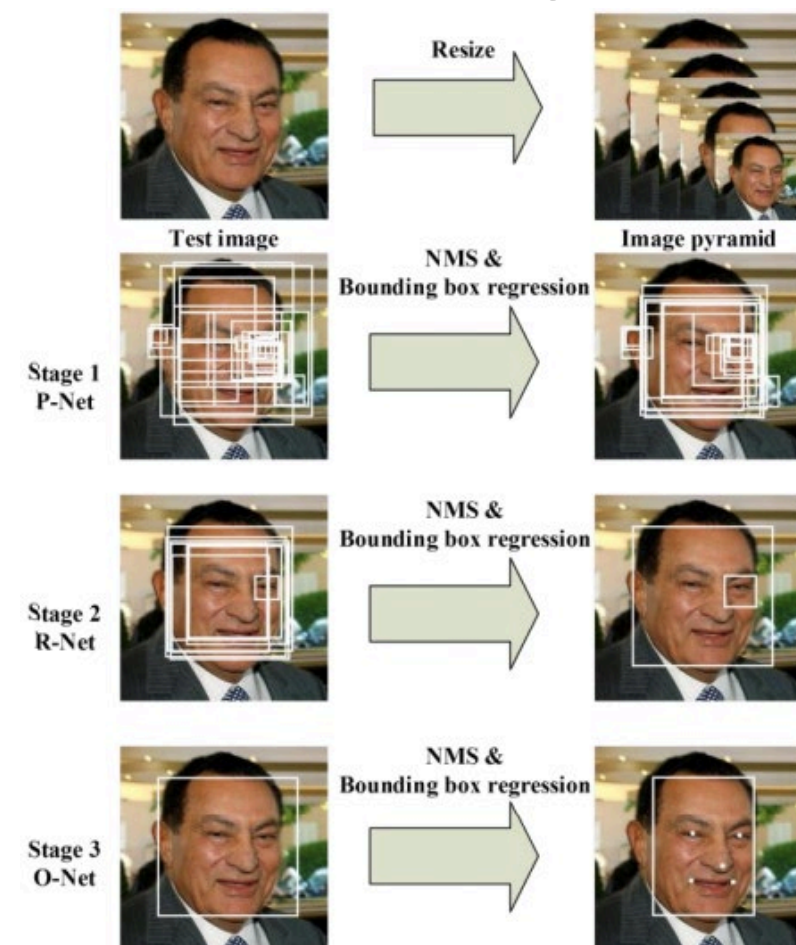 Resize
Test image
Image pyramid
NMS &
Bounding box regression
Stage 1
P-Net
NMS &
Bounding box regression
Stage 2
R-Net
NMS &
Bounding box regression
Stage 3
O-Net